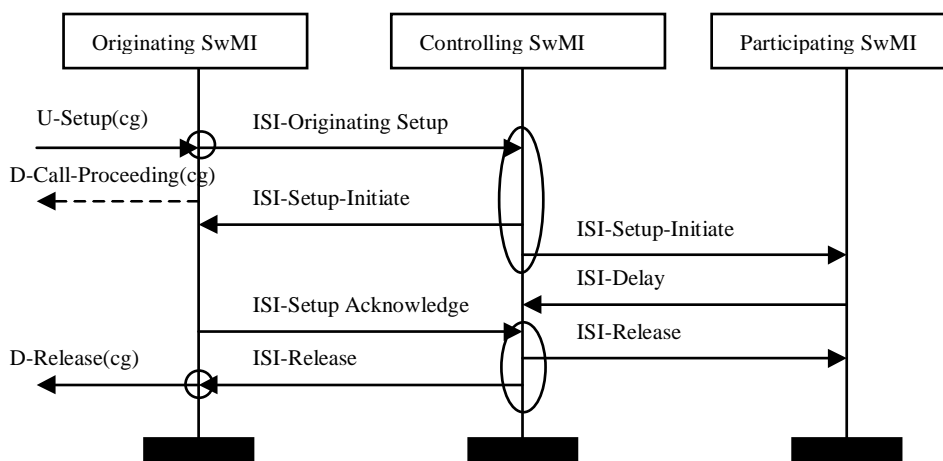 Originating SwMI
Controlling SwMI
Participating SwMI
U-Setup(cg)
ISI-Originating Setup
D-Call-Proceeding(cg)
ISI-Setup-Initiate
ISI-Setup-Initiate
ISI-Delay
ISI-Setup Acknowledge
ISI-Release
D-Release(cg)
ISI-Release